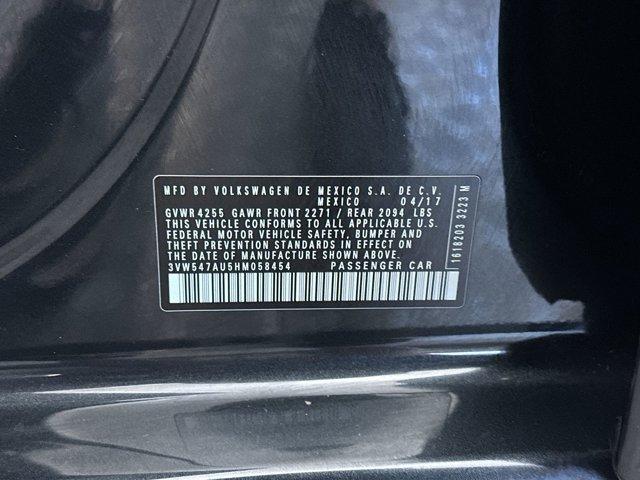 MFD BY VOLKSWAGEN DE MEXICO S.A. DE C.V.
MEXICO 04/17
GVWR 4255 GAWR FRONT 2271 / REAR 2094 LBS
THIS VEHICLE CONFORMS TO ALL APPLICABLE U.S.
FEDERAL MOTOR VEHICLE SAFETY, BUMPER AND
THEFT PREVENTION STANDARDS IN EFFECT ON
THE DATE OF MANUFACTURE SHOWN ABOVE.
3VW547AU5HM058454 PASSENGER CAR
1618203 3223 M